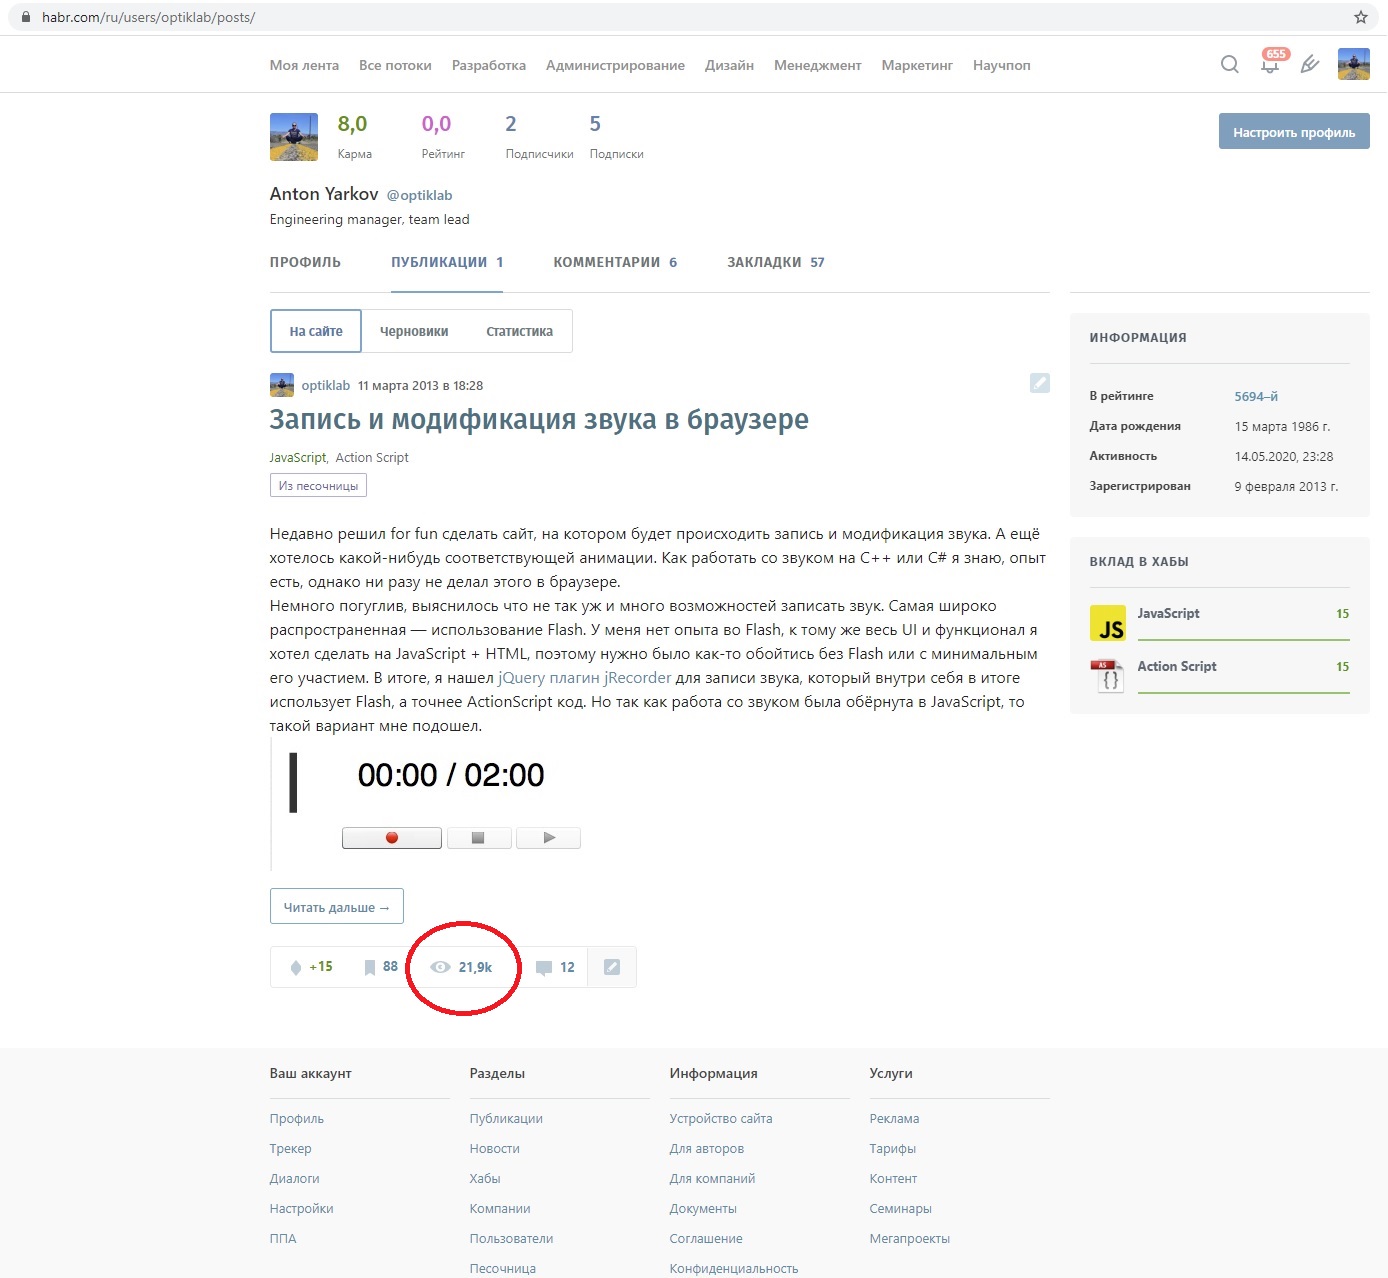 habr.com/ru/users/optiklab/posts/
Моя лента Все потоки Разработка Администрирование Дизайн Менеджмент Маркетинг Научпоп
655
8,0 0,0 2 5
Карма Рейтинг Подписчики Подписки
Настроить профиль
Anton Yarkov @optiklab
Engineering manager, team lead
ПРОФИЛЬ ПУБЛИКАЦИИ 1 КОММЕНТАРИИ 6 ЗАКЛАДКИ 57
На сайте Черновики Статистика
optiklab 11 марта 2013 в 18:28
Запись и модификация звука в браузере
JavaScript, Action Script
Из песочницы
Недавно решил for fun сделать сайт, на котором будет происходить запись и модификация звука. А ещё
хотелось какой-нибудь соответствующей анимации. Как работать со звуком на C++ или C# я знаю, опыт
есть, однако ни разу не делал этого в браузере.
Немного погуглив, выяснилось что не так уж и много возможностей записать звук. Самая широко
распространенная — использование Flash. У меня нет опыта во Flash, к тому же весь UI и функционал я
хотел сделать на JavaScript + HTML, поэтому нужно было как-то обойтись без Flash или с минимальным
его участием. В итоге, я нашел jQuery плагин jRecorder для записи звука, который внутри себя в итоге
использует Flash, а точнее ActionScript код. Но так как работа со звуком была обёрнута в JavaScript, то
такой вариант мне подошел.
00:00 / 02:00
Читать дальше →
+15 88 21,9k 12
ИНФОРМАЦИЯ
В рейтинге 5694–й
Дата рождения 15 марта 1986 г.
Активность 14.05.2020, 23:28
Зарегистрирован 9 февраля 2013 г.
ВКЛАД В ХАБЫ
JS JavaScript 15
AS {} Action Script 15
Ваш аккаунт Разделы Информация Услуги
Профиль Публикации Устройство сайта Реклама
Трекер Новости Для авторов Тарифы
Диалоги Хабы Для компаний Контент
Настройки Компании Документы Семинары
ППА Пользователи Соглашение Мегапроекты
Песочница Конфиденциальность